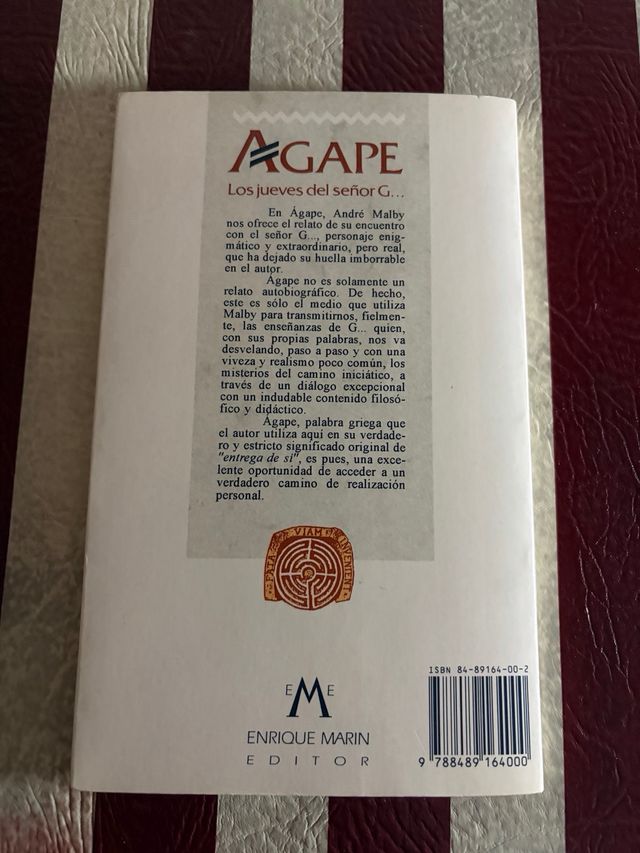 AGAPE
Los jueves del señor G...
En Ágape, André Malby
nos ofrece el relato de su encuentro
con el señor G..., personaje enig-
mático y extraordinario, pero real,
que ha dejado su huella imborrable
en el autor.
Ágape no es solamente un
relato autobiográfico. De hecho,
este es sólo el medio que utiliza
Malby para transmitirnos, fielmen-
te, las enseñanzas de G... quien,
con sus propias palabras, nos va
desvelando, paso a paso y con una
viveza y realismo poco común, los
misterios del camino iniciático, a
través de un diálogo excepcional
con un indudable contenido filosó-
fico y didáctico.
Ágape, palabra griega que
el autor utiliza aquí en su verdade-
ro y estricto significado original de
"entrega de sí", es pues, una exce-
lente oportunidad de acceder a un
verdadero camino de realización
personal.
FATA VIAM INVENIENT
EME
ENRIQUE MARIN
EDITOR
ISBN 84-89164-00-2
9 788489 164000